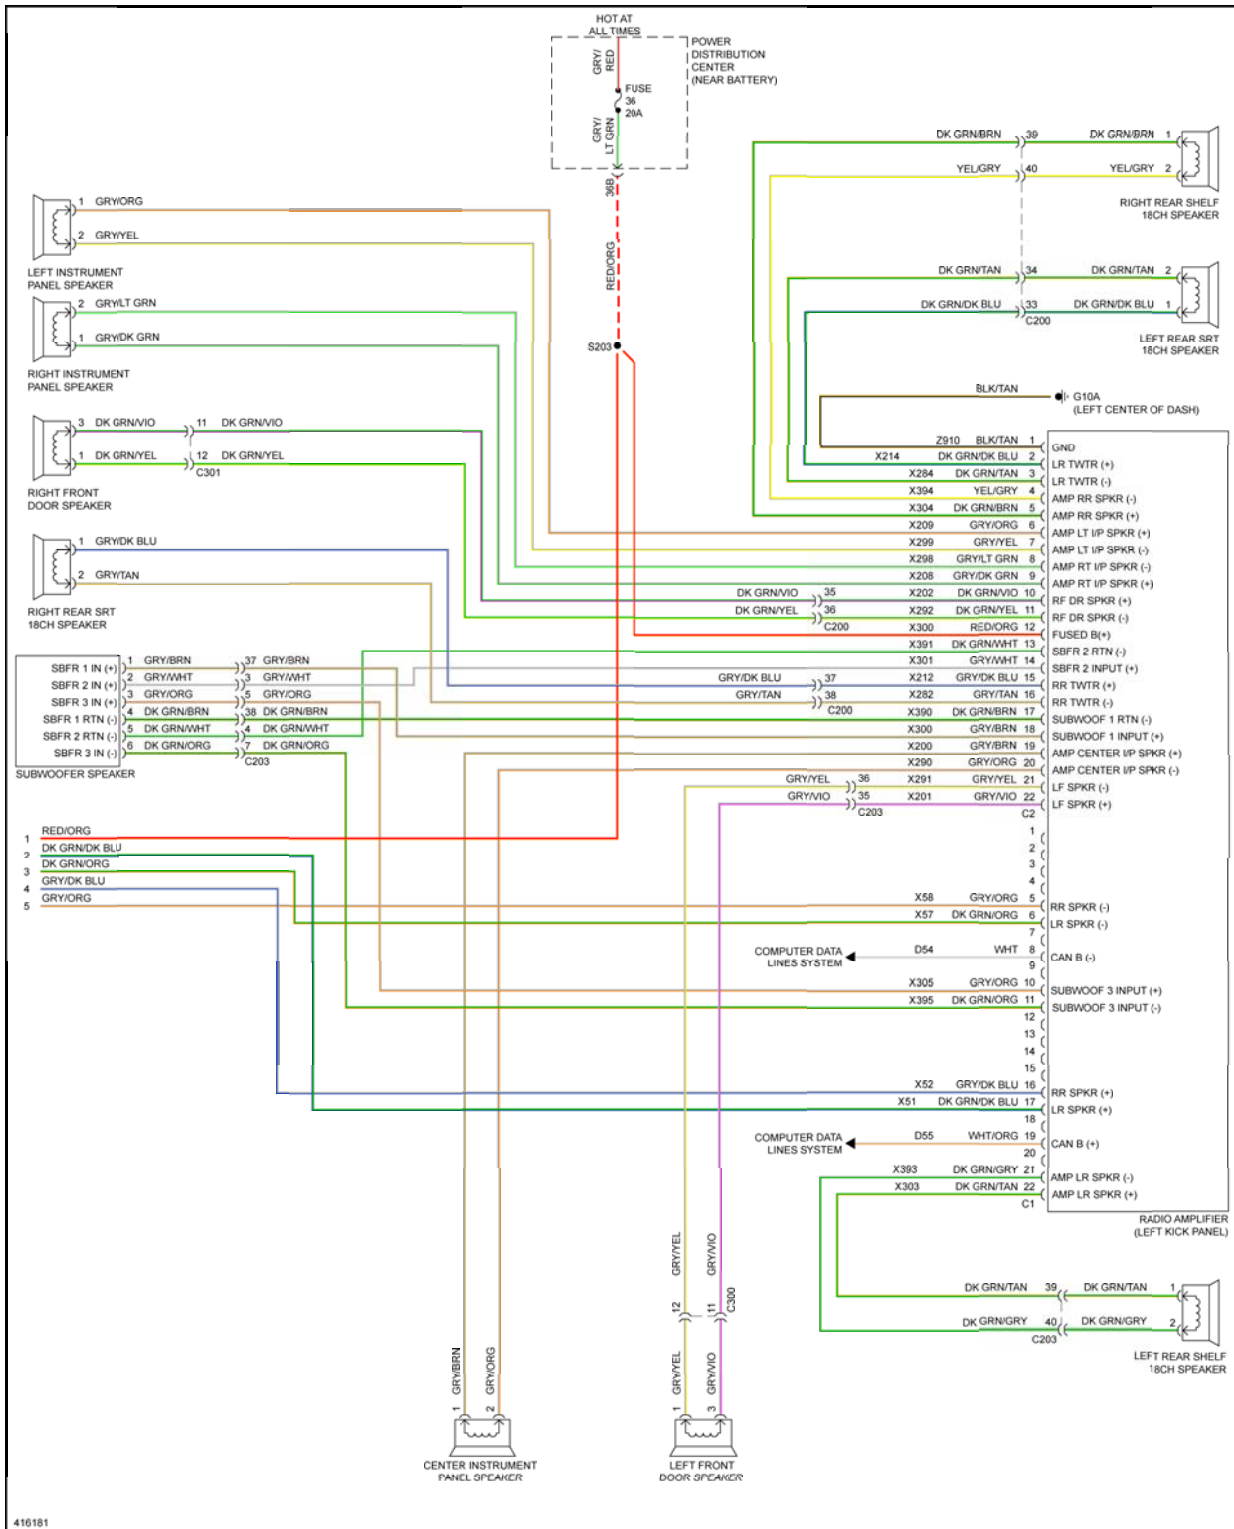 HOT AT
ALL TIMES
POWER
DISTRIBUTION
CENTER
(NEAR BATTERY)
GRY/
RED
FUSE
36
20A
GRY/
LT GRN
36B
RED/ORG
S203
DK GRN/BRN 39 DK GRN/BRN 1
YEL/GRY 40 YEL/GRY 2
RIGHT REAR SHELF
18CH SPEAKER
DK GRN/TAN 34 DK GRN/TAN 2
DK GRN/DK BLU 33 DK GRN/DK BLU 1
C200
LEFT REAR SRT
18CH SPEAKER
1 GRY/ORG
2 GRY/YEL
LEFT INSTRUMENT
PANEL SPEAKER
2 GRY/LT GRN
1 GRY/DK GRN
RIGHT INSTRUMENT
PANEL SPEAKER
3 DK GRN/VIO 11 DK GRN/VIO
1 DK GRN/YEL 12 DK GRN/YEL
C301
RIGHT FRONT
DOOR SPEAKER
1 GRY/DK BLU
2 GRY/TAN
RIGHT REAR SRT
18CH SPEAKER
SBFR 1 IN (+) 1 GRY/BRN 37 GRY/BRN
SBFR 2 IN (+) 2 GRY/WHT 3 GRY/WHT
SBFR 3 IN (+) 3 GRY/ORG 5 GRY/ORG
SBFR 1 RTN (-) 4 DK GRN/BRN 38 DK GRN/BRN
SBFR 2 RTN (-) 5 DK GRN/WHT 4 DK GRN/WHT
SBFR 3 IN (-) 6 DK GRN/ORG 7 DK GRN/ORG
C203
SUBWOOFER SPEAKER
1 RED/ORG
2 DK GRN/DK BLU
3 DK GRN/ORG
4 GRY/DK BLU
5 GRY/ORG
BLK/TAN
G10A
(LEFT CENTER OF DASH)
Z910 BLK/TAN 1 GND
X214 DK GRN/DK BLU 2 LR TWTR (+)
X284 DK GRN/TAN 3 LR TWTR (-)
X394 YEL/GRY 4 AMP RR SPKR (-)
X304 DK GRN/BRN 5 AMP RR SPKR (+)
X209 GRY/ORG 6 AMP LT I/P SPKR (+)
X299 GRY/YEL 7 AMP LT I/P SPKR (-)
X298 GRY/LT GRN 8 AMP RT I/P SPKR (-)
X208 GRY/DK GRN 9 AMP RT I/P SPKR (+)
DK GRN/VIO 35 X202 DK GRN/VIO 10 RF DR SPKR (+)
DK GRN/YEL 36 X292 DK GRN/YEL 11 RF DR SPKR (-)
C200
X300 RED/ORG 12 FUSED B(+)
X391 DK GRN/WHT 13 SBFR 2 RTN (-)
X301 GRY/WHT 14 SBFR 2 INPUT (+)
GRY/DK BLU 37 X212 GRY/DK BLU 15 RR TWTR (+)
GRY/TAN 38 X282 GRY/TAN 16 RR TWTR (-)
C200
X390 DK GRN/BRN 17 SUBWOOF 1 RTN (-)
X300 GRY/BRN 18 SUBWOOF 1 INPUT (+)
X200 GRY/BRN 19 AMP CENTER I/P SPKR (+)
X290 GRY/ORG 20 AMP CENTER I/P SPKR (-)
GRY/YEL 36 X291 GRY/YEL 21 LF SPKR (-)
GRY/VIO 35 X201 GRY/VIO 22 LF SPKR (+)
C203
C2
1
2
3
4
X58 GRY/ORG 5 RR SPKR (-)
X57 DK GRN/ORG 6 LR SPKR (-)
7
COMPUTER DATA
LINES SYSTEM
D54 WHT 8 CAN B (-)
9
X305 GRY/ORG 10 SUBWOOF 3 INPUT (+)
X395 DK GRN/ORG 11 SUBWOOF 3 INPUT (-)
12
13
14
15
X52 GRY/DK BLU 16 RR SPKR (+)
X51 DK GRN/DK BLU 17 LR SPKR (+)
18
COMPUTER DATA
LINES SYSTEM
D55 WHT/ORG 19 CAN B (+)
20
X393 DK GRN/GRY 21 AMP LR SPKR (-)
X303 DK GRN/TAN 22 AMP LR SPKR (+)
C1
RADIO AMPLIFIER
(LEFT KICK PANEL)
DK GRN/TAN 39 DK GRN/TAN 1
DK GRN/GRY 40 DK GRN/GRY 2
C203
LEFT REAR SHELF
18CH SPEAKER
GRY/YEL
GRY/VIO
12
11
C300
GRY/YEL
GRY/VIO
1
3
LEFT FRONT
DOOR SPEAKER
GRY/BRN
GRY/ORG
1
2
CENTER INSTRUMENT
PANEL SPEAKER
416181